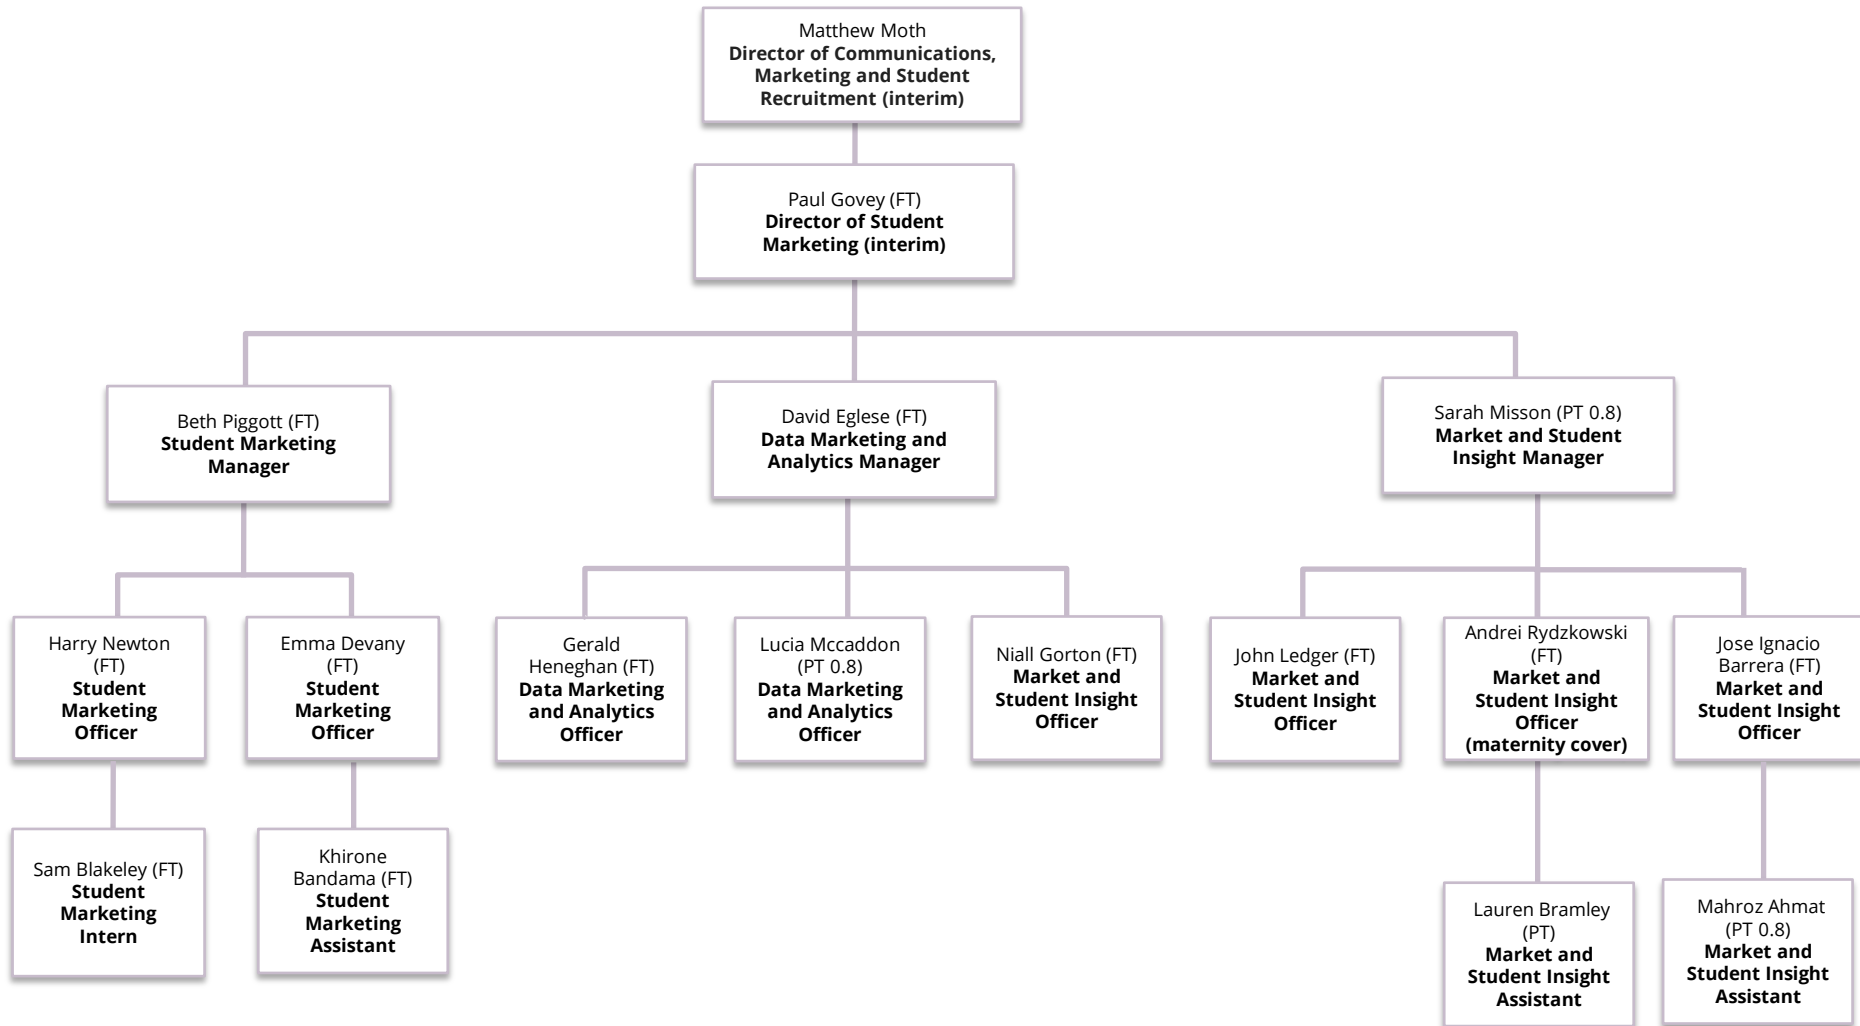 Matthew Moth
Director of Communications,
Marketing and Student
Recruitment (interim)
Paul Govey (FT)
Director of Student
Marketing (interim)
Beth Piggott (FT)
Student Marketing
Manager
David Eglese (FT)
Data Marketing and
Analytics Manager
Sarah Misson (PT 0.8)
Market and Student
Insight Manager
Harry Newton
(FT)
Student
Marketing
Officer
Emma Devany
(FT)
Student
Marketing
Officer
Gerald
Heneghan (FT)
Data Marketing
and Analytics
Officer
Lucia Mccaddon
(PT 0.8)
Data Marketing
and Analytics
Officer
Niall Gorton (FT)
Market and
Student Insight
Officer
John Ledger (FT)
Market and
Student Insight
Officer
Andrei Rydzkowski
(FT)
Market and
Student Insight
Officer
(maternity cover)
Jose Ignacio
Barrera (FT)
Market and
Student Insight
Officer
Sam Blakeley (FT)
Student
Marketing
Intern
Khirone
Bandama (FT)
Student
Marketing
Assistant
Lauren Bramley
(PT)
Market and
Student Insight
Assistant
Mahroz Ahmat
(PT 0.8)
Market and
Student Insight
Assistant